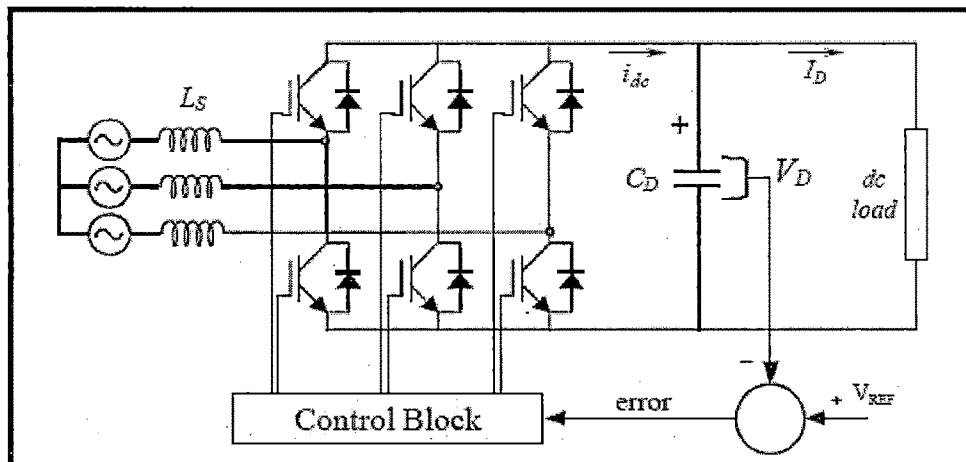 i_dc
I_D
L_S
+
C_D
V_D
dc
load
−
+ V_REF
error
Control Block